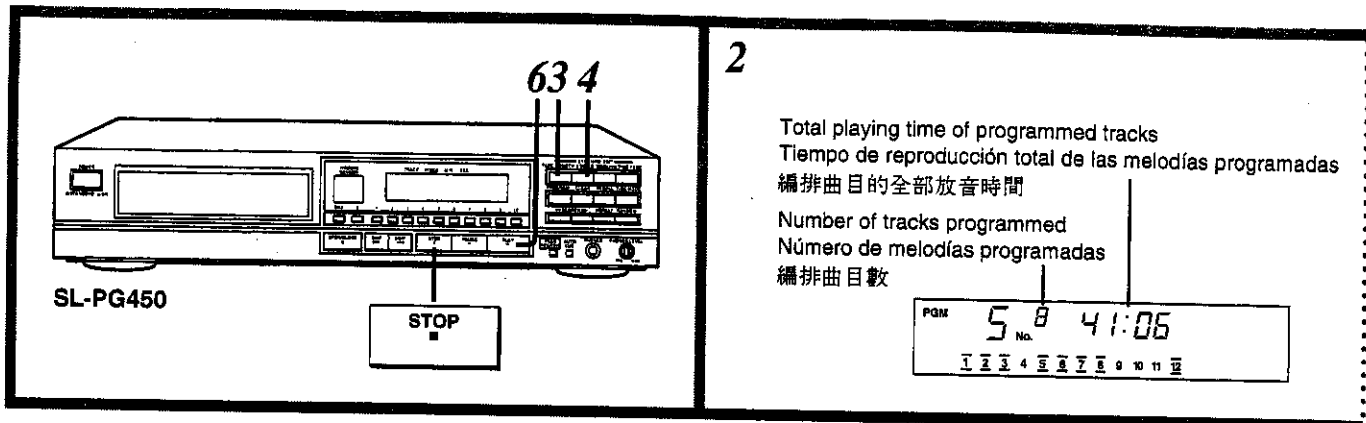 63 4
SL-PG450
STOP
■
2
Total playing time of programmed tracks
Tiempo de reproducción total de las melodías programadas
編排曲目的全部放音時間
Number of tracks programmed
Número de melodías programadas
編排曲目數
PGM 5 No. 8 41:06
1 2 3 4 5 6 7 8 9 10 11 12